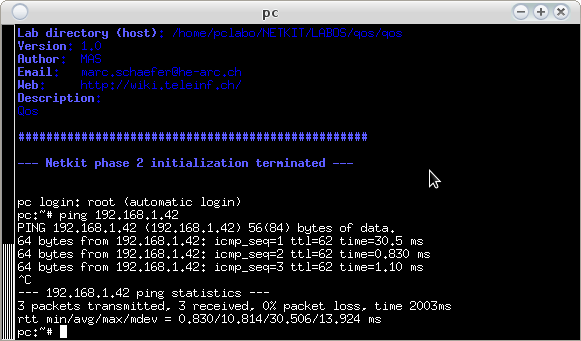 pc
Lab directory (host): /home/pclabo/NETKIT/LABOS/qos/qos
Version: 1.0
Author: MAS
Email: marc.schaefer@he-arc.ch
Web: http://wiki.teleinf.ch/
Description:
Qos
##################################################
--- Netkit phase 2 initialization terminated ---
pc login: root (automatic login)
pc:~# ping 192.168.1.42
PING 192.168.1.42 (192.168.1.42) 56(84) bytes of data.
64 bytes from 192.168.1.42: icmp_seq=1 ttl=62 time=30.5 ms
64 bytes from 192.168.1.42: icmp_seq=2 ttl=62 time=0.830 ms
64 bytes from 192.168.1.42: icmp_seq=3 ttl=62 time=1.10 ms
^C
--- 192.168.1.42 ping statistics ---
3 packets transmitted, 3 received, 0% packet loss, time 2003ms
rtt min/avg/max/mdev = 0.830/10.814/30.506/13.924 ms
pc:~#